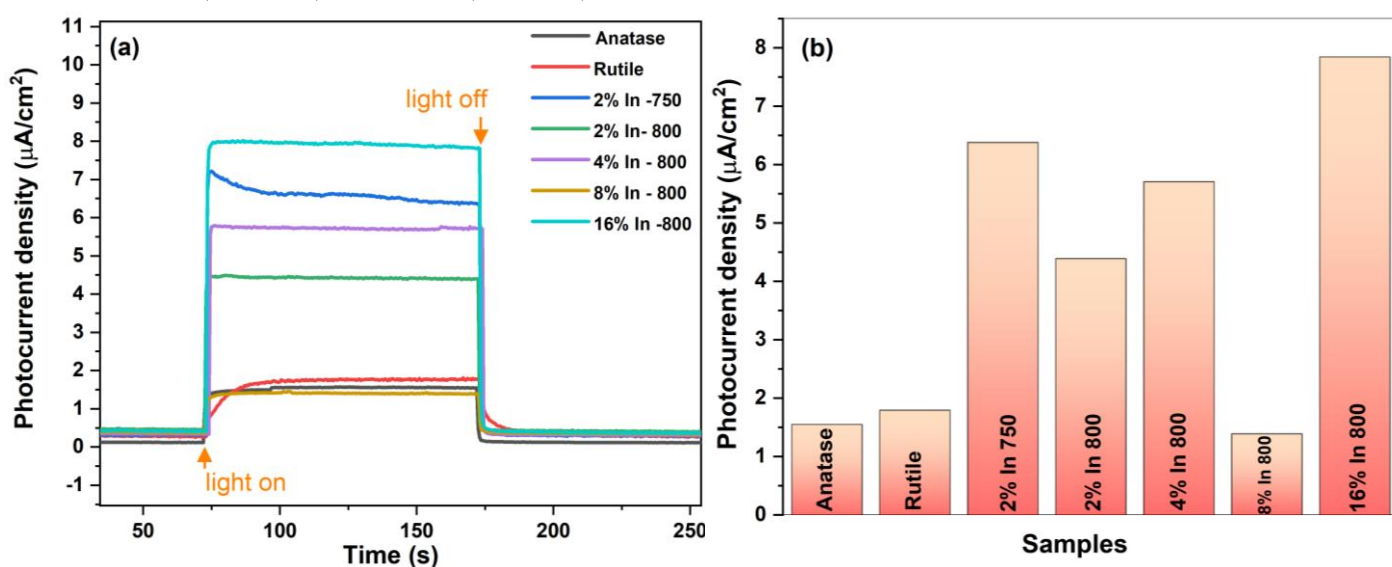 (a)
Anatase
Rutile
2% In -750
2% In- 800
4% In - 800
8% In - 800
16% In -800
light off
light on
11
10
9
8
7
6
5
4
3
2
1
0
-1
Photocurrent density (μA/cm²)
50
100
150
200
250
Time (s)
(b)
8
7
6
5
4
3
2
1
0
Photocurrent density (μA/cm²)
Anatase
Rutile
2% In 750
2% In 800
4% In 800
8% In 800
16% In 800
Samples